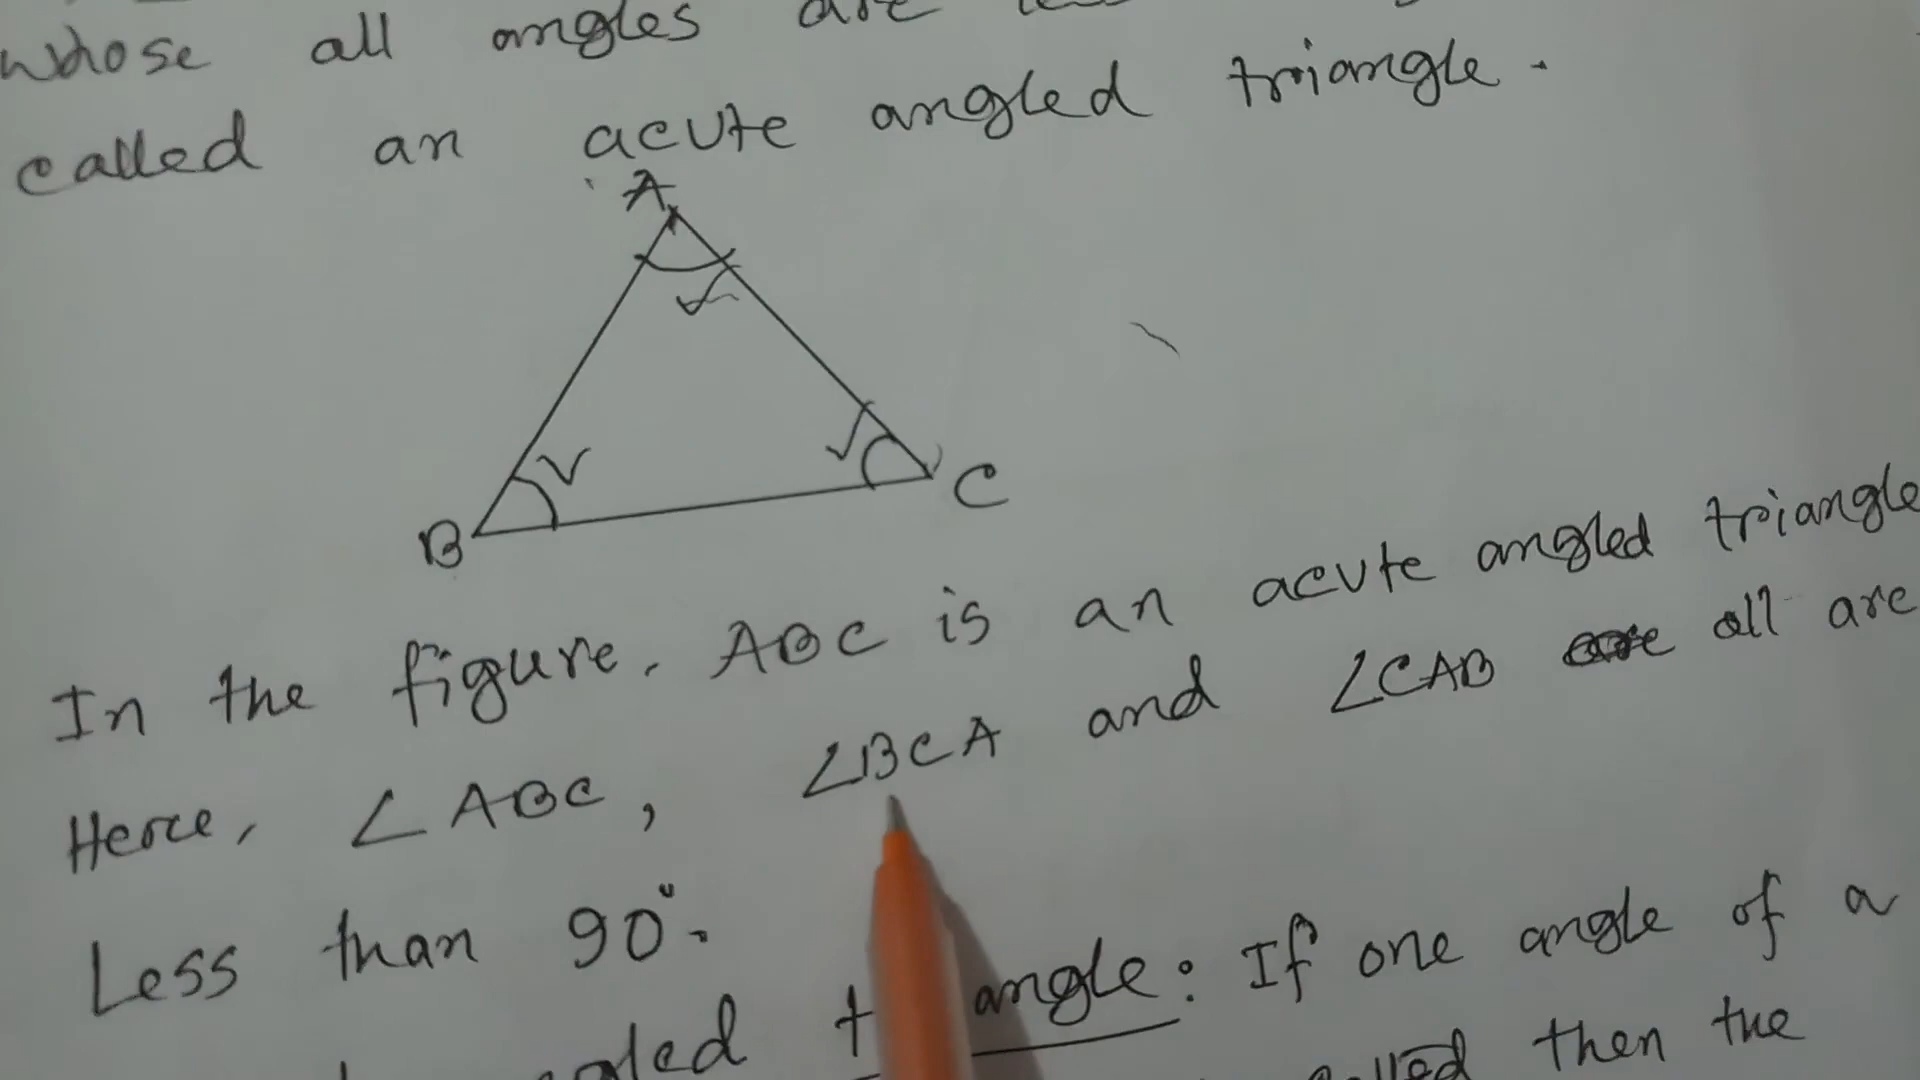 whose all angles are
called an acute angled triangle.
A
B
C
In the figure, ABC is an acute angled triangle
Here, ∠ABC, ∠BCA and ∠CAB all are
Less than 90°.
angle: If one angle of a
then the